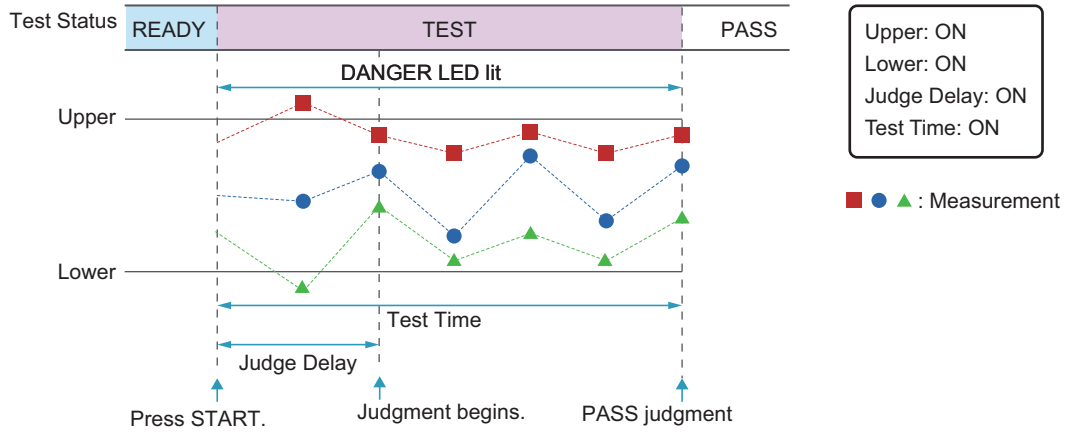 Test Status
READY
TEST
PASS
DANGER LED lit
Upper
Lower
Test Time
Judge Delay
Press START.
Judgment begins.
PASS judgment
Upper: ON
Lower: ON
Judge Delay: ON
Test Time: ON
: Measurement